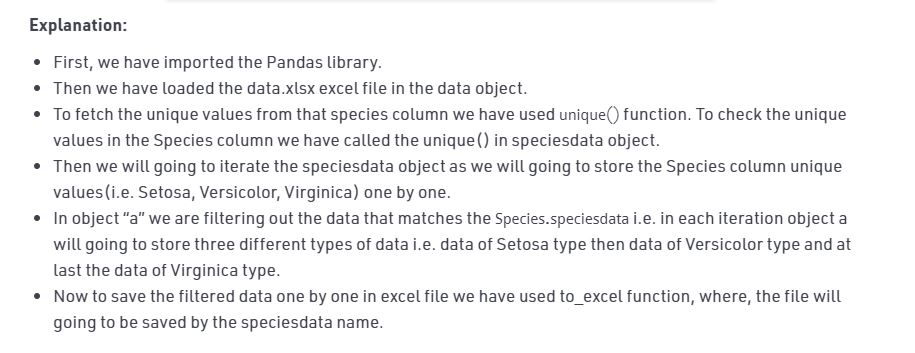 Explanation:
• First, we have imported the Pandas library.
• Then we have loaded the data.xlsx excel file in the data object.
• To fetch the unique values from that species column we have used unique() function. To check the unique
values in the Species column we have called the unique() in speciesdata object.
• Then we will going to iterate the speciesdata object as we will going to store the Species column unique
values(i.e. Setosa, Versicolor, Virginica) one by one.
• In object “a” we are filtering out the data that matches the Species.speciesdata i.e. in each iteration object a
will going to store three different types of data i.e. data of Setosa type then data of Versicolor type and at
last the data of Virginica type.
• Now to save the filtered data one by one in excel file we have used to_excel function, where, the file will
going to be saved by the speciesdata name.